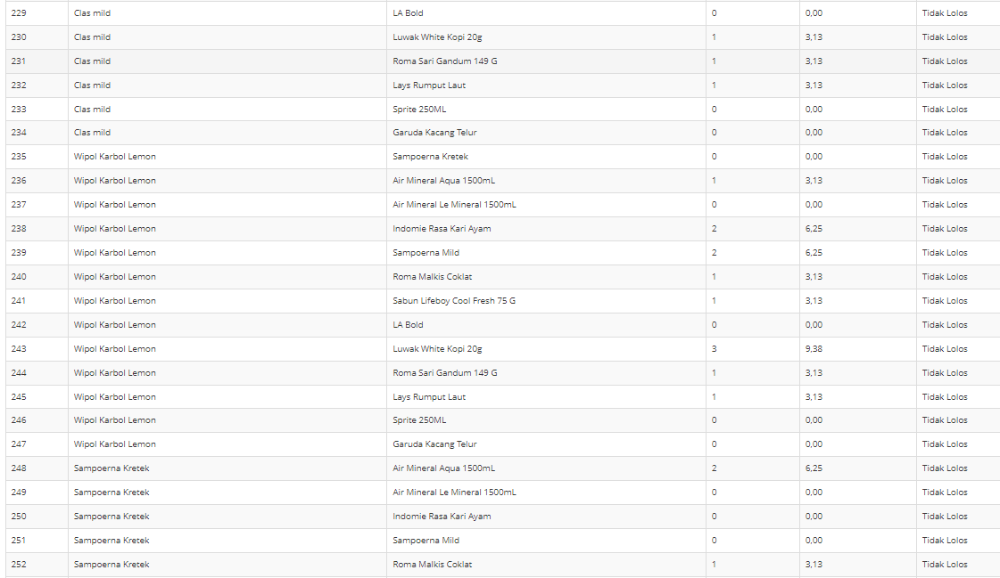 229 Clas mild LA Bold 0 0,00 Tidak Lolos
230 Clas mild Luwak White Kopi 20g 1 3,13 Tidak Lolos
231 Clas mild Roma Sari Gandum 149 G 1 3,13 Tidak Lolos
232 Clas mild Lays Rumput Laut 1 3,13 Tidak Lolos
233 Clas mild Sprite 250ML 0 0,00 Tidak Lolos
234 Clas mild Garuda Kacang Telur 0 0,00 Tidak Lolos
235 Wipol Karbol Lemon Sampoerna Kretek 0 0,00 Tidak Lolos
236 Wipol Karbol Lemon Air Mineral Aqua 1500mL 1 3,13 Tidak Lolos
237 Wipol Karbol Lemon Air Mineral Le Mineral 1500mL 0 0,00 Tidak Lolos
238 Wipol Karbol Lemon Indomie Rasa Kari Ayam 2 6,25 Tidak Lolos
239 Wipol Karbol Lemon Sampoerna Mild 2 6,25 Tidak Lolos
240 Wipol Karbol Lemon Roma Malkis Coklat 1 3,13 Tidak Lolos
241 Wipol Karbol Lemon Sabun Lifeboy Cool Fresh 75 G 1 3,13 Tidak Lolos
242 Wipol Karbol Lemon LA Bold 0 0,00 Tidak Lolos
243 Wipol Karbol Lemon Luwak White Kopi 20g 3 9,38 Tidak Lolos
244 Wipol Karbol Lemon Roma Sari Gandum 149 G 1 3,13 Tidak Lolos
245 Wipol Karbol Lemon Lays Rumput Laut 1 3,13 Tidak Lolos
246 Wipol Karbol Lemon Sprite 250ML 0 0,00 Tidak Lolos
247 Wipol Karbol Lemon Garuda Kacang Telur 0 0,00 Tidak Lolos
248 Sampoerna Kretek Air Mineral Aqua 1500mL 2 6,25 Tidak Lolos
249 Sampoerna Kretek Air Mineral Le Mineral 1500mL 0 0,00 Tidak Lolos
250 Sampoerna Kretek Indomie Rasa Kari Ayam 0 0,00 Tidak Lolos
251 Sampoerna Kretek Sampoerna Mild 0 0,00 Tidak Lolos
252 Sampoerna Kretek Roma Malkis Coklat 1 3,13 Tidak Lolos